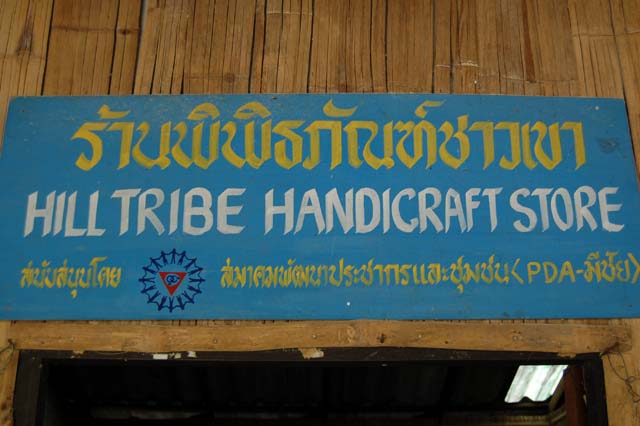 ร้านพิพิธภัณฑ์ชาวเขา
HILL TRIBE HANDICRAFT STORE
สนับสนุนโดย สมาคมพัฒนาประชากรและชุมชน (PDA-มีชัย)